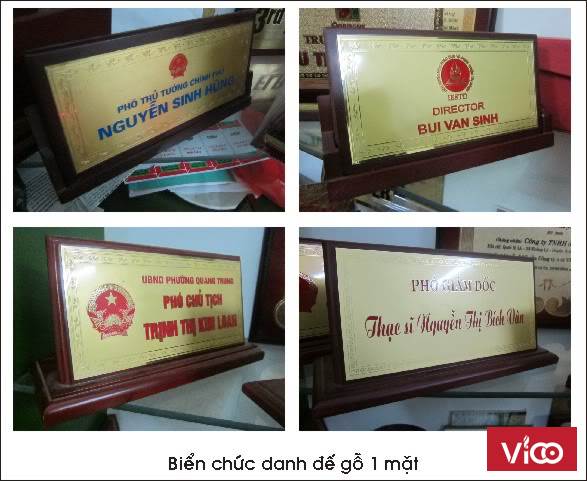 PHÓ THỦ TƯỚNG CHÍNH PHỦ
NGUYỄN SINH HÙNG
DIRECTOR
BUI VAN SINH
UBND PHƯỜNG QUANG TRUNG
PHÓ CHỦ TỊCH
TRỊNH THỊ KIM LOAN
PHÓ GIÁM ĐỐC
Thạc sĩ Nguyễn Thị Bích Vân
Biển chức danh đế gỗ 1 mặt
VICO